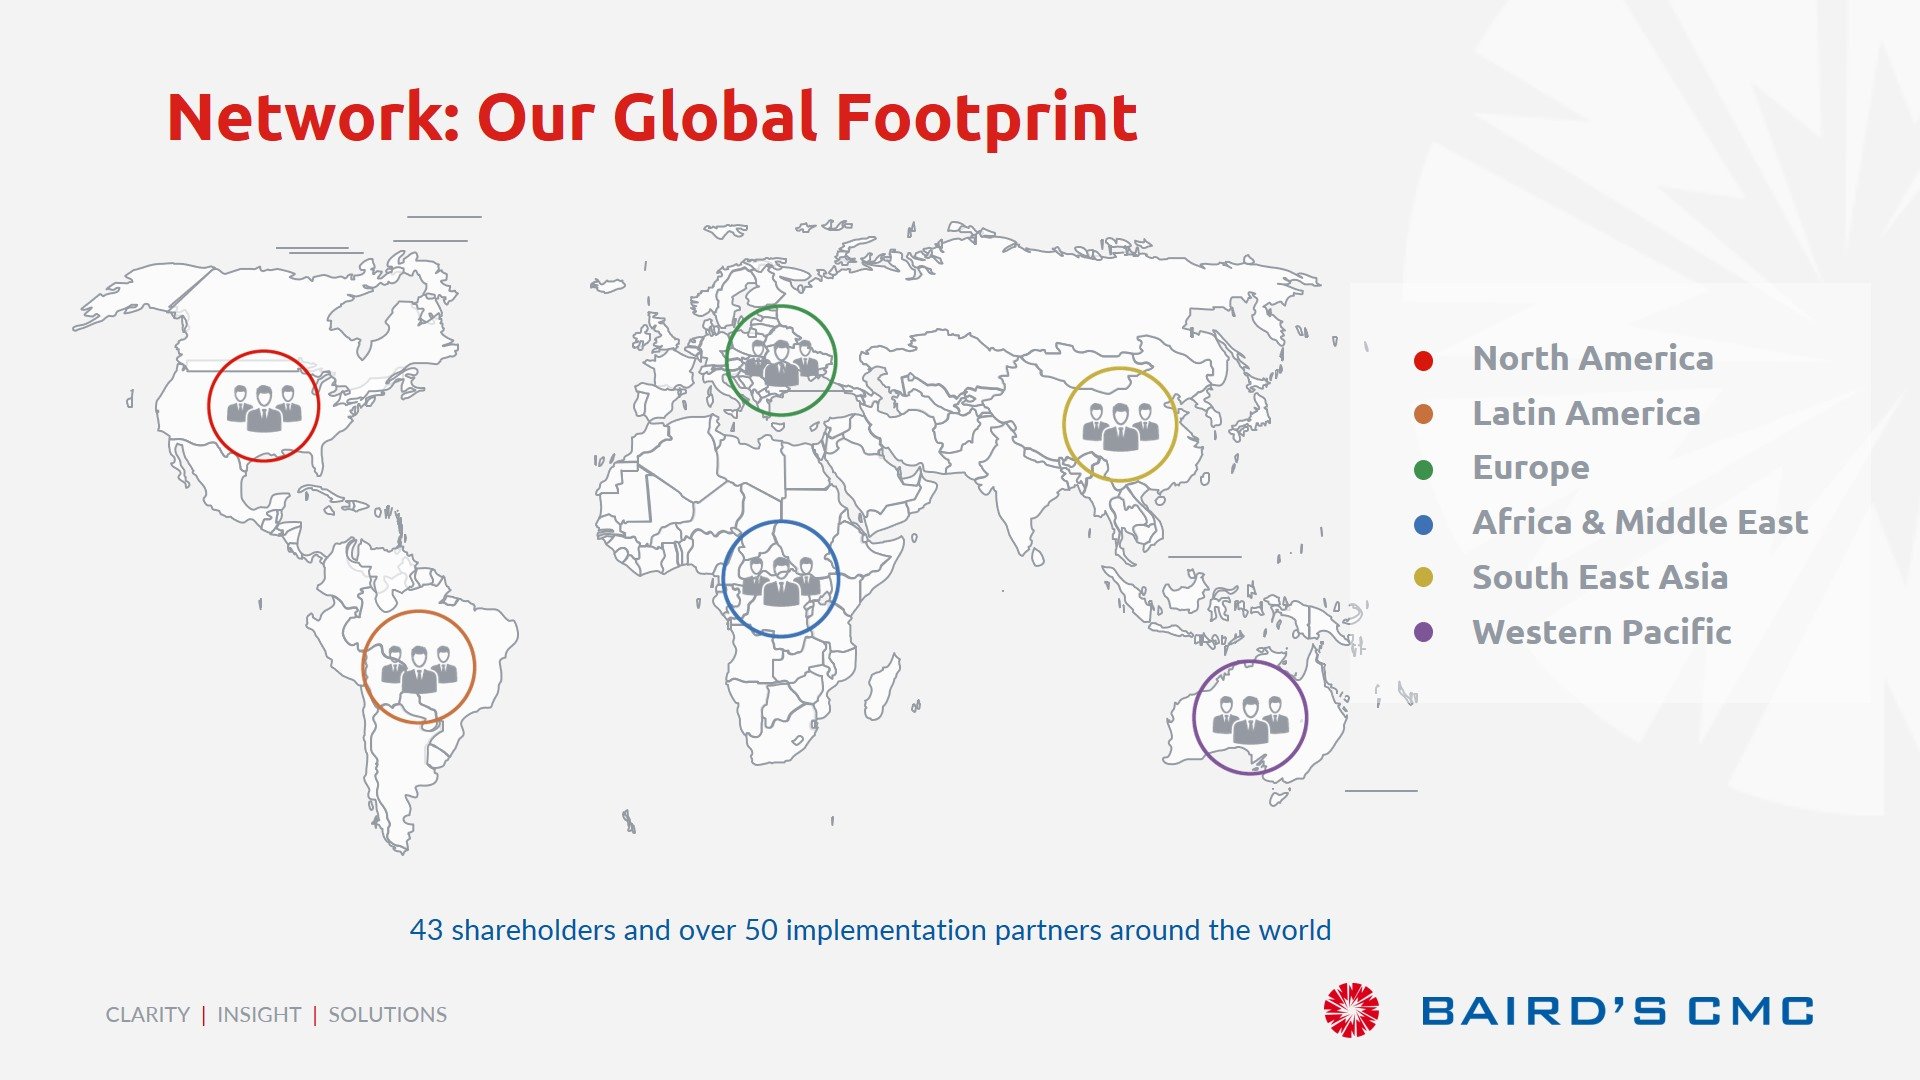 Network: Our Global Footprint
North America
Latin America
Europe
Africa & Middle East
South East Asia
Western Pacific
43 shareholders and over 50 implementation partners around the world
CLARITY | INSIGHT | SOLUTIONS
BAIRD'S CMC